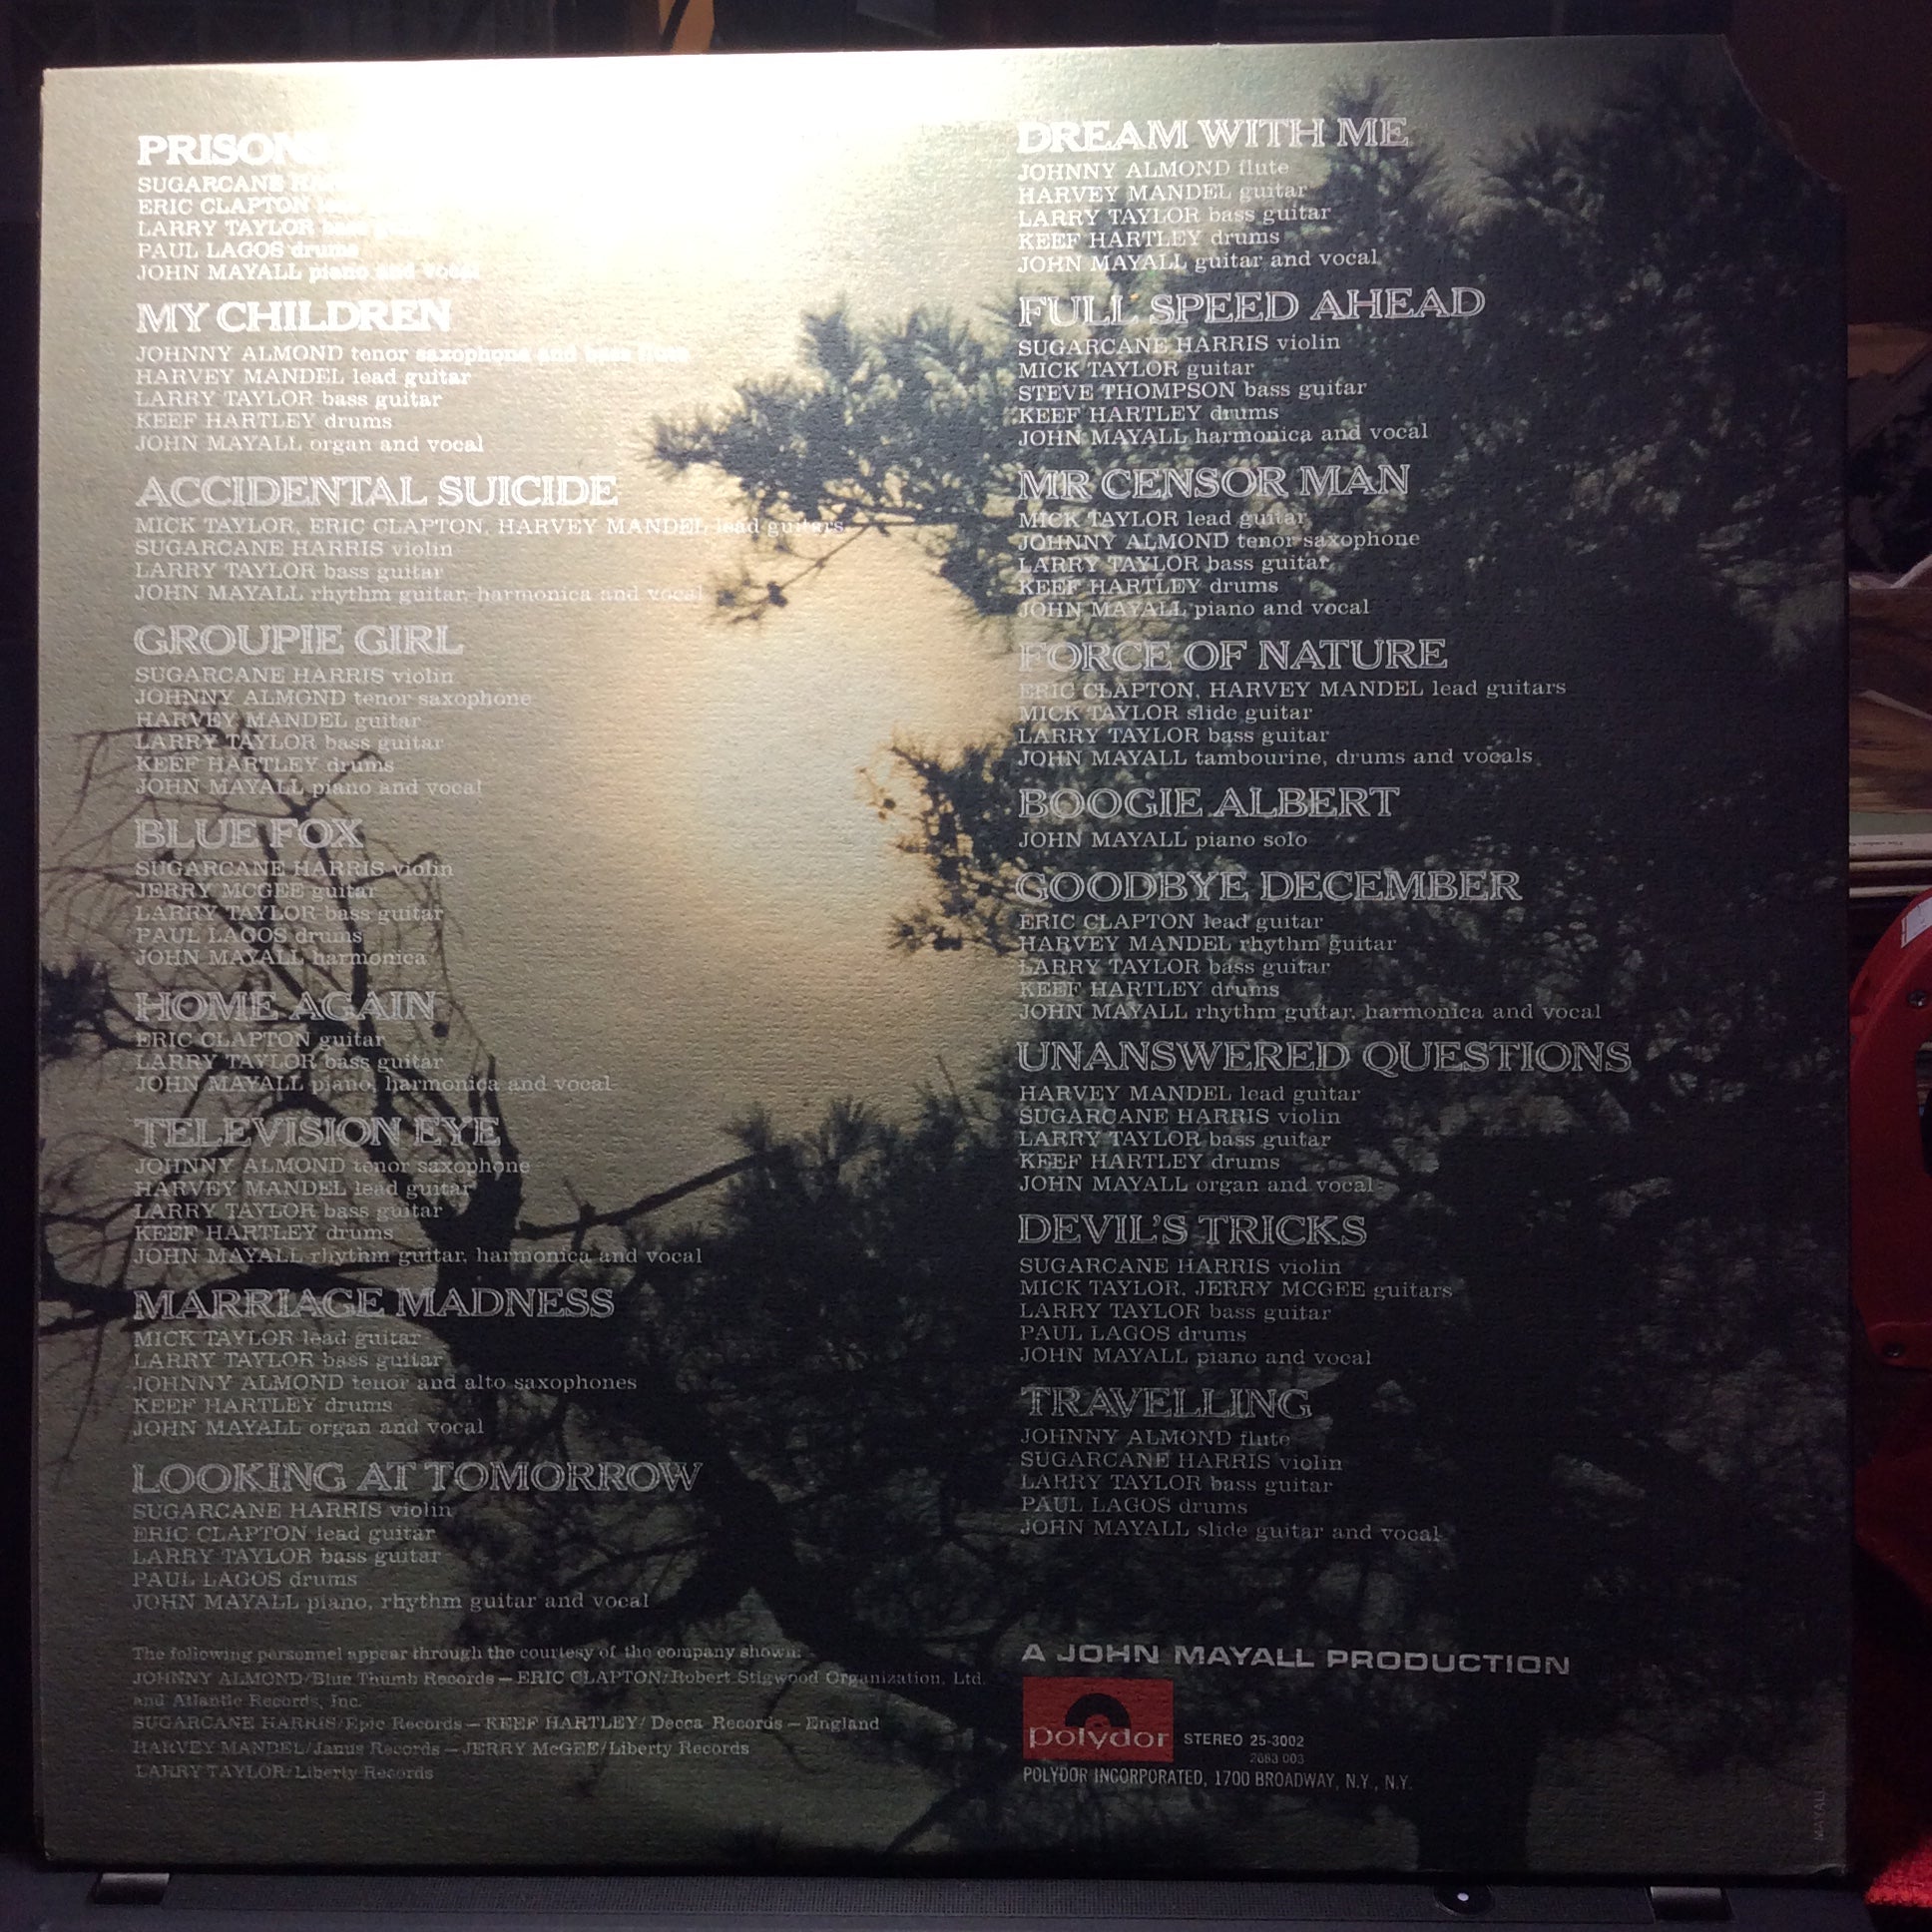 PRISONS
SUGARCANE
ERIC CLAPTON
LARRY TAYLOR bass
PAUL LAGOS drums
JOHN MAYALL piano and vocal
MY CHILDREN
JOHNNY ALMOND tenor saxophone and bass flute
HARVEY MANDEL lead guitar
LARRY TAYLOR bass guitar
KEEF HARTLEY drums
JOHN MAYALL organ and vocal
ACCIDENTAL SUICIDE
MICK TAYLOR, ERIC CLAPTON, HARVEY MANDEL lead guitars
SUGARCANE HARRIS violin
LARRY TAYLOR bass guitar
JOHN MAYALL rhythm guitar, harmonica and vocal
GROUPIE GIRL
SUGARCANE HARRIS violin
JOHNNY ALMOND tenor saxophone
HARVEY MANDEL guitar
LARRY TAYLOR bass guitar
KEEF HARTLEY drums
JOHN MAYALL piano and vocal
BLUE FOX
SUGARCANE HARRIS violin
JERRY MCGEE guitar
LARRY TAYLOR bass guitar
PAUL LAGOS drums
JOHN MAYALL harmonica
HOME AGAIN
ERIC CLAPTON guitar
LARRY TAYLOR bass guitar
JOHN MAYALL piano, harmonica and vocal
TELEVISION EYE
JOHNNY ALMOND tenor saxophone
HARVEY MANDEL lead guitar
LARRY TAYLOR bass guitar
KEEF HARTLEY drums
JOHN MAYALL rhythm guitar, harmonica and vocal
MARRIAGE MADNESS
MICK TAYLOR lead guitar
LARRY TAYLOR bass guitar
JOHNNY ALMOND tenor and alto saxophones
KEEF HARTLEY drums
JOHN MAYALL organ and vocal
LOOKING AT TOMORROW
SUGARCANE HARRIS violin
ERIC CLAPTON lead guitar
LARRY TAYLOR bass guitar
PAUL LAGOS drums
JOHN MAYALL piano, rhythm guitar and vocal
The following personnel appear through the courtesy of the company shown:
JOHNNY ALMOND/Blue Thumb Records – ERIC CLAPTON/Robert Stigwood Organization, Ltd.
and Atlantic Records, Inc.
SUGARCANE HARRIS/Epic Records – KEEF HARTLEY/ Decca Records – England
HARVEY MANDEL/Janus Records – JERRY McGEE/Liberty Records
LARRY TAYLOR/Liberty Records
DREAM WITH ME
JOHNNY ALMOND flute
HARVEY MANDEL guitar
LARRY TAYLOR bass guitar
KEEF HARTLEY drums
JOHN MAYALL guitar and vocal
FULL SPEED AHEAD
SUGARCANE HARRIS violin
MICK TAYLOR guitar
STEVE THOMPSON bass guitar
KEEF HARTLEY drums
JOHN MAYALL harmonica and vocal
MR CENSOR MAN
MICK TAYLOR lead guitar
JOHNNY ALMOND tenor saxophone
LARRY TAYLOR bass guitar
KEEF HARTLEY drums
JOHN MAYALL piano and vocal
FORCE OF NATURE
ERIC CLAPTON, HARVEY MANDEL lead guitars
MICK TAYLOR slide guitar
LARRY TAYLOR bass guitar
JOHN MAYALL tambourine, drums and vocals
BOOGIE ALBERT
JOHN MAYALL piano solo
GOODBYE DECEMBER
ERIC CLAPTON lead guitar
HARVEY MANDEL rhythm guitar
LARRY TAYLOR bass guitar
KEEF HARTLEY drums
JOHN MAYALL rhythm guitar, harmonica and vocal
UNANSWERED QUESTIONS
HARVEY MANDEL lead guitar
SUGARCANE HARRIS violin
LARRY TAYLOR bass guitar
KEEF HARTLEY drums
JOHN MAYALL organ and vocal
DEVIL'S TRICKS
SUGARCANE HARRIS violin
MICK TAYLOR, JERRY MCGEE guitars
LARRY TAYLOR bass guitar
PAUL LAGOS drums
JOHN MAYALL piano and vocal
TRAVELLING
JOHNNY ALMOND flute
SUGARCANE HARRIS violin
LARRY TAYLOR bass guitar
PAUL LAGOS drums
JOHN MAYALL slide guitar and vocal
A JOHN MAYALL PRODUCTION
polydor
STEREO 25-3002
2683 003
POLYDOR INCORPORATED, 1700 BROADWAY, N.Y., N.Y.
MAYALL